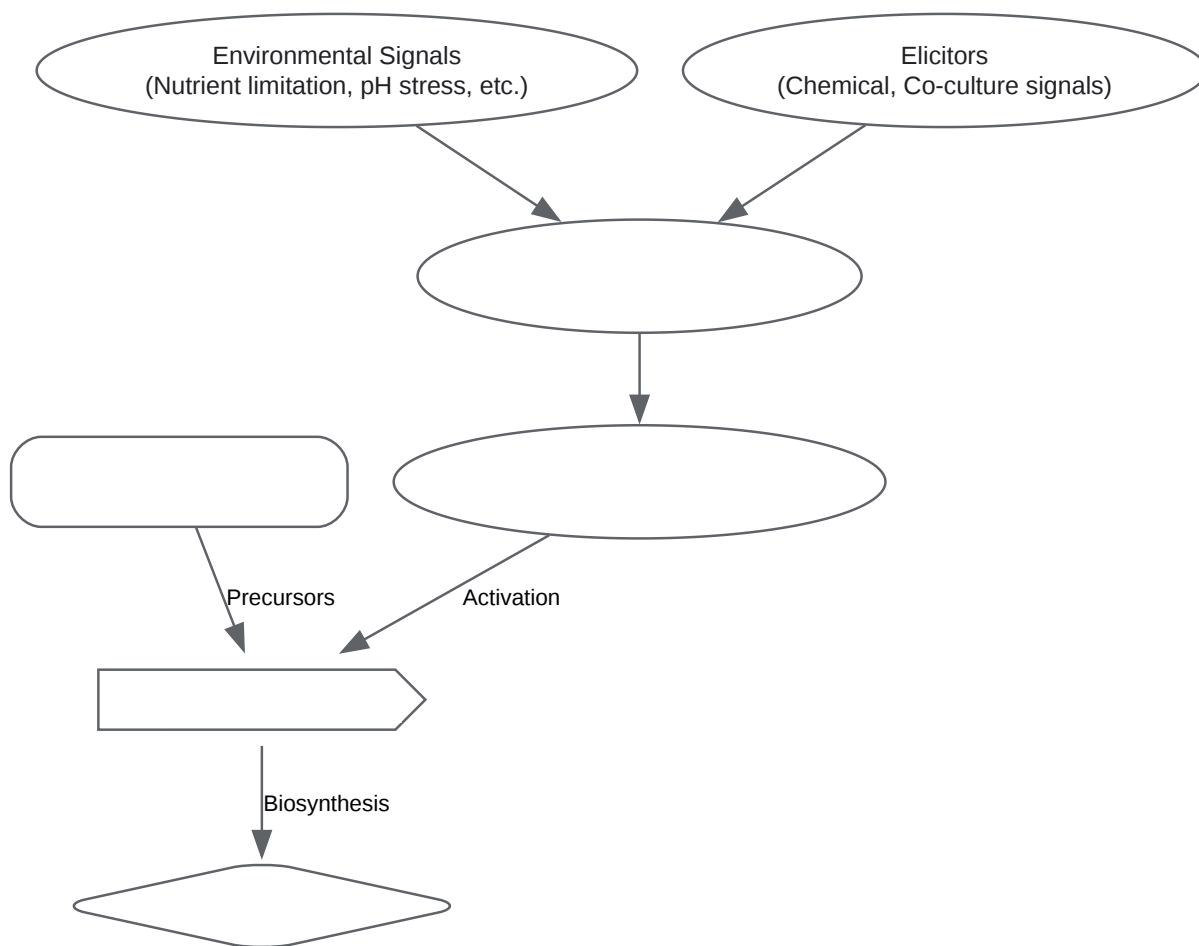 Environmental Signals
(Nutrient limitation, pH stress, etc.)
Elicitors
(Chemical, Co-culture signals)
Precursors
Activation
Biosynthesis